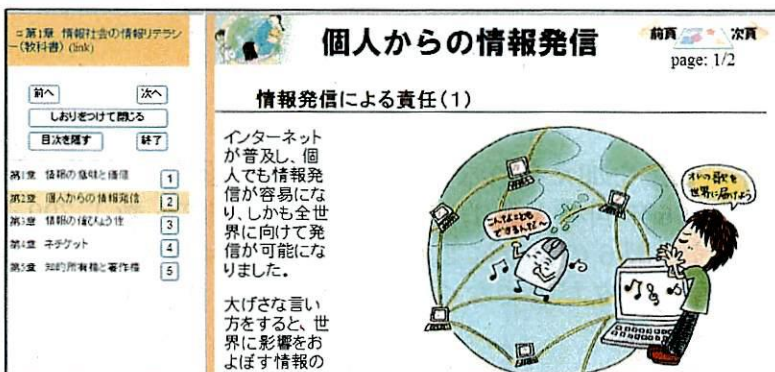 □第1章 情報社会の情報リテラシ
ー(教科書) (link)
前へ
次へ
しおりをつけて閉じる
目次を隠す
終了
第1章 情報の意味と価値 1
第2章 個人からの情報発信 2
第3章 情報の信ぴょう性 3
第4章 ネチケット 4
第5章 知的所有権と著作権 5
個人からの情報発信
前頁
次頁
page: 1/2
情報発信による責任(1)
インターネット
が普及し、個
人でも情報発
信が容易にな
り、しかも全世
界に向けて発
信が可能にな
りました。
大げさな言い
方をすると、世
界に影響をお
よぼす情報の
こんなことも
できるんだ〜
オレの歌を
世界に届けよう